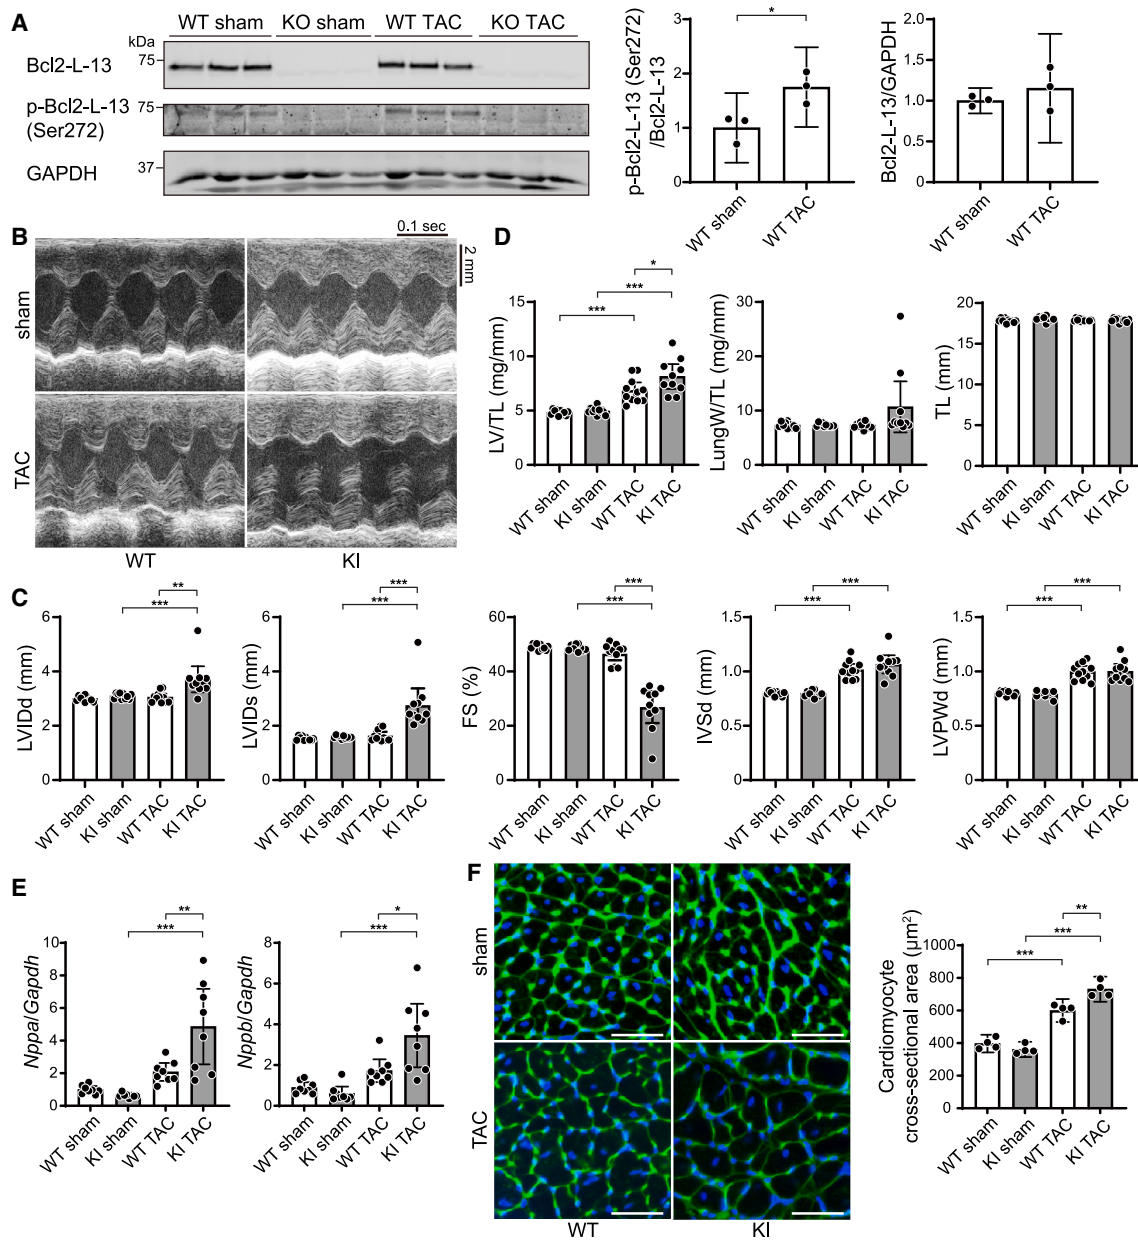 A
WT sham KO sham WT TAC KO TAC
kDa
Bcl2-L-13
75
p-Bcl2-L-13
(Ser272)
75
GAPDH
37
p-Bcl2-L-13 (Ser272)
/Bcl2-L-13
3
2
1
0
*
WT sham
WT TAC
Bcl2-L-13/GAPDH
2.0
1.5
1.0
0.5
0
WT sham
WT TAC
B
0.1 sec
2 mm
sham
TAC
WT KI
D
LV/TL (mg/mm)
15
10
5
0
***
***
*
WT sham
KI sham
WT TAC
KI TAC
LungW/TL (mg/mm)
30
20
10
0
WT sham
KI sham
WT TAC
KI TAC
TL (mm)
20
15
10
5
0
WT sham
KI sham
WT TAC
KI TAC
C
LVIDd (mm)
6
4
2
0
**
***
WT sham
KI sham
WT TAC
KI TAC
LVIDs (mm)
6
4
2
0
***
***
WT sham
KI sham
WT TAC
KI TAC
FS (%)
60
40
20
0
***
***
WT sham
KI sham
WT TAC
KI TAC
IVSd (mm)
1.5
1.0
0.5
0
***
***
WT sham
KI sham
WT TAC
KI TAC
LVPWd (mm)
1.5
1.0
0.5
0
***
***
WT sham
KI sham
WT TAC
KI TAC
E
Nppa/Gapdh
10
8
6
4
2
0
**
***
WT sham
KI sham
WT TAC
KI TAC
Nppb/Gapdh
8
6
4
2
0
*
***
WT sham
KI sham
WT TAC
KI TAC
F
sham
TAC
WT KI
Cardiomyocyte
cross-sectional area (μm²)
1000
800
600
400
200
0
**
***
***
WT sham
KI sham
WT TAC
KI TAC